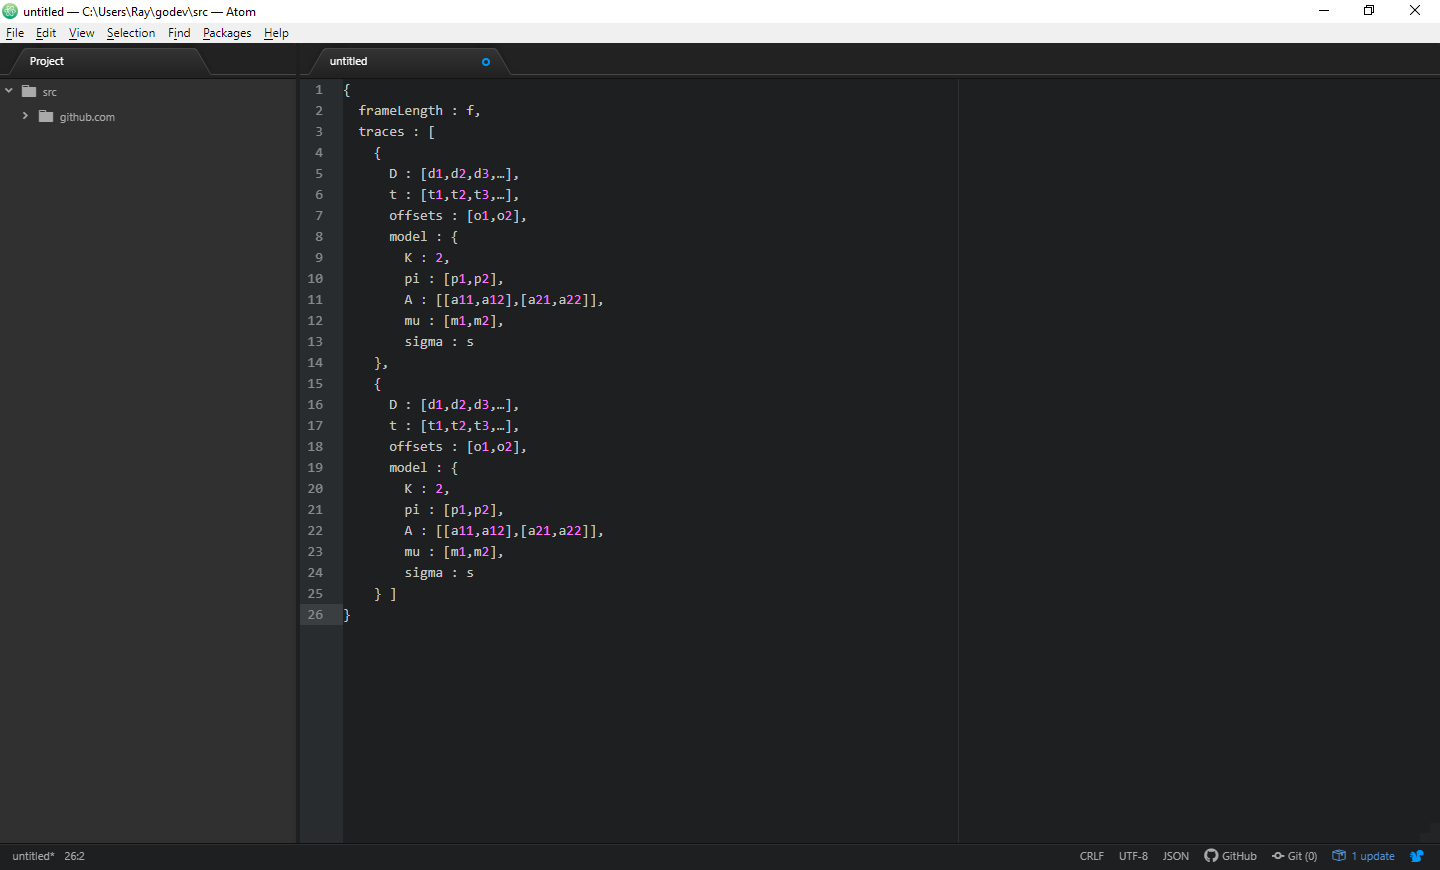 untitled — C:\Users\Ray\godev\src — Atom
File Edit View Selection Find Packages Help
Project
untitled
src
github.com
1 {
2 frameLength : f,
3 traces : [
4 {
5 D : [d1,d2,d3,…],
6 t : [t1,t2,t3,…],
7 offsets : [o1,o2],
8 model : {
9 K : 2,
10 pi : [p1,p2],
11 A : [[a11,a12],[a21,a22]],
12 mu : [m1,m2],
13 sigma : s
14 },
15 {
16 D : [d1,d2,d3,…],
17 t : [t1,t2,t3,…],
18 offsets : [o1,o2],
19 model : {
20 K : 2,
21 pi : [p1,p2],
22 A : [[a11,a12],[a21,a22]],
23 mu : [m1,m2],
24 sigma : s
25 } ]
26 }
untitled* 26:2 CRLF UTF-8 JSON GitHub Git (0) 1 update